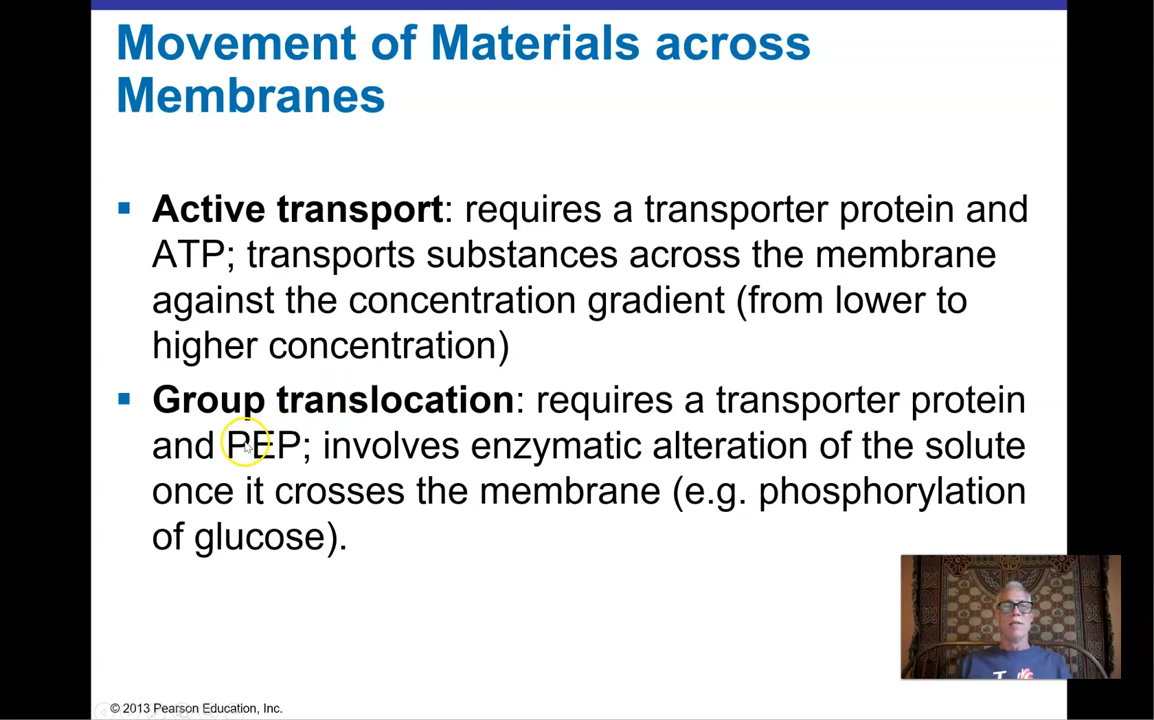 Movement of Materials across
Membranes
▪ Active transport: requires a transporter protein and
ATP; transports substances across the membrane
against the concentration gradient (from lower to
higher concentration)
▪ Group translocation: requires a transporter protein
and PEP; involves enzymatic alteration of the solute
once it crosses the membrane (e.g. phosphorylation
of glucose).
© 2013 Pearson Education, Inc.